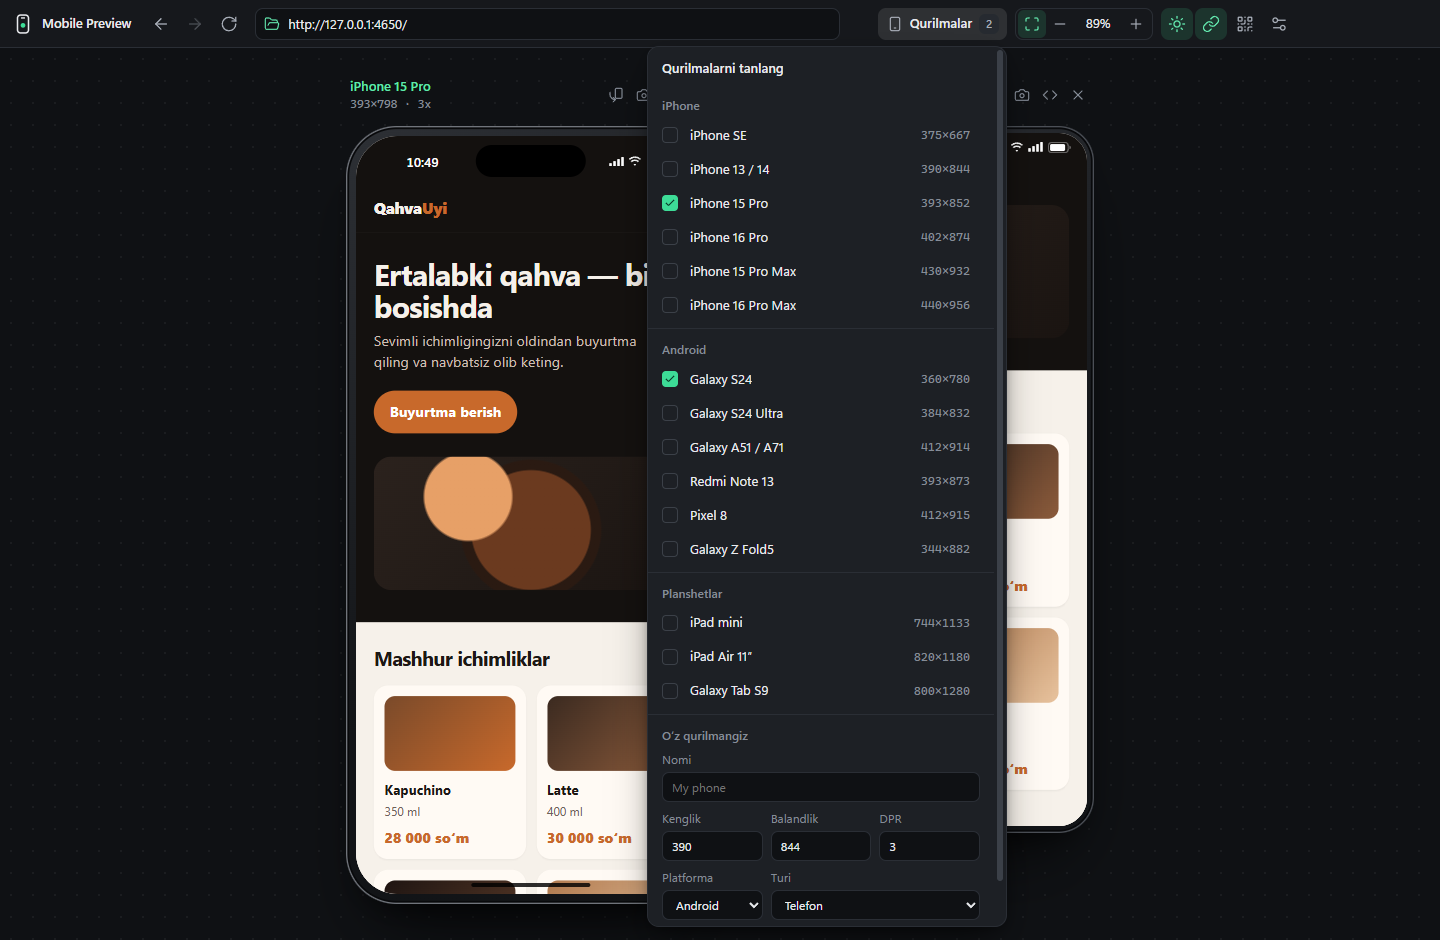 Mobile Preview
http://127.0.0.1:4650/
Qurilmalar 2
89%
iPhone 15 Pro
393×798 · 3x
10:49
QahvaUyi
Ertalabki qahva — bi
bosishda
Sevimli ichimligingizni oldindan buyurtma
qiling va navbatsiz olib keting.
Buyurtma berish
Mashhur ichimliklar
Kapuchino
350 ml
28 000 soʻm
Latte
400 ml
30 000 soʻm
Qurilmalarni tanlang
iPhone
iPhone SE 375×667
iPhone 13 / 14 390×844
iPhone 15 Pro 393×852
iPhone 16 Pro 402×874
iPhone 15 Pro Max 430×932
iPhone 16 Pro Max 440×956
Android
Galaxy S24 360×780
Galaxy S24 Ultra 384×832
Galaxy A51 / A71 412×914
Redmi Note 13 393×873
Pixel 8 412×915
Galaxy Z Fold5 344×882
Planshetlar
iPad mini 744×1133
iPad Air 11″ 820×1180
Galaxy Tab S9 800×1280
Oʻz qurilmangiz
Nomi
My phone
Kenglik Balandlik DPR
390 844 3
Platforma Turi
Android Telefon
ʻm
ʻm